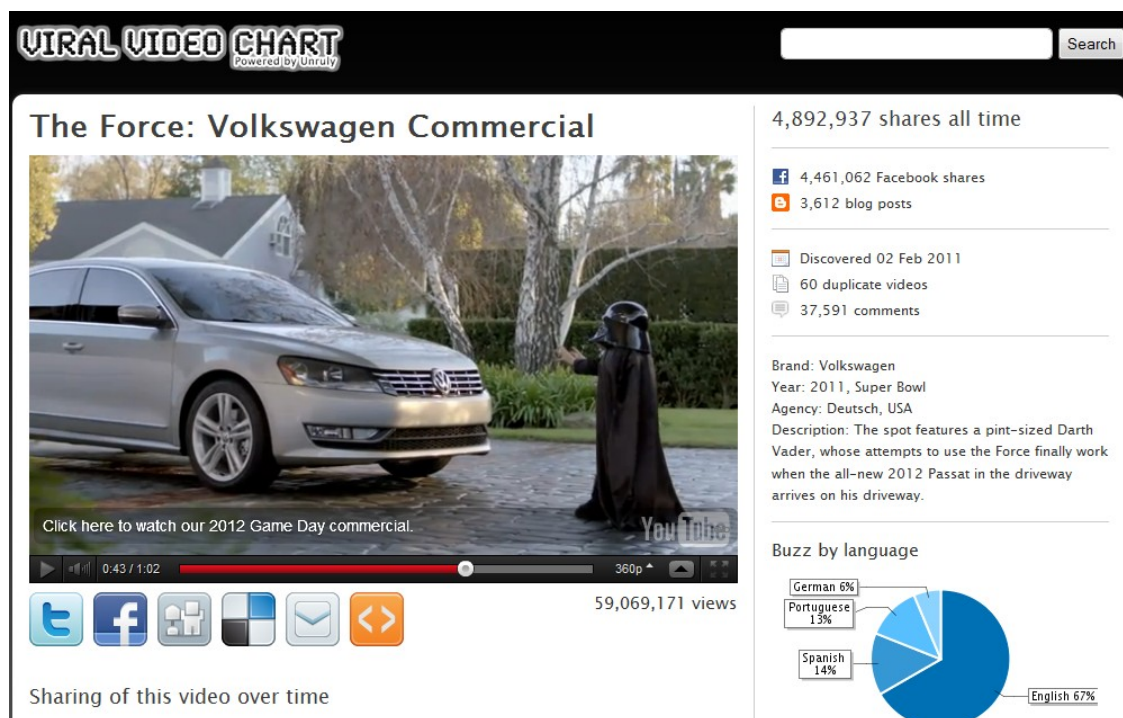 VIRAL VIDEO CHART
Powered by Unruly
Search
The Force: Volkswagen Commercial
Click here to watch our 2012 Game Day commercial.
YouTube
0:43 / 1:02
360p
59,069,171 views
Sharing of this video over time
4,892,937 shares all time
4,461,062 Facebook shares
3,612 blog posts
Discovered 02 Feb 2011
60 duplicate videos
37,591 comments
Brand: Volkswagen
Year: 2011, Super Bowl
Agency: Deutsch, USA
Description: The spot features a pint-sized Darth
Vader, whose attempts to use the Force finally work
when the all-new 2012 Passat in the driveway
arrives on his driveway.
Buzz by language
German 6%
Portuguese
13%
Spanish
14%
English 67%